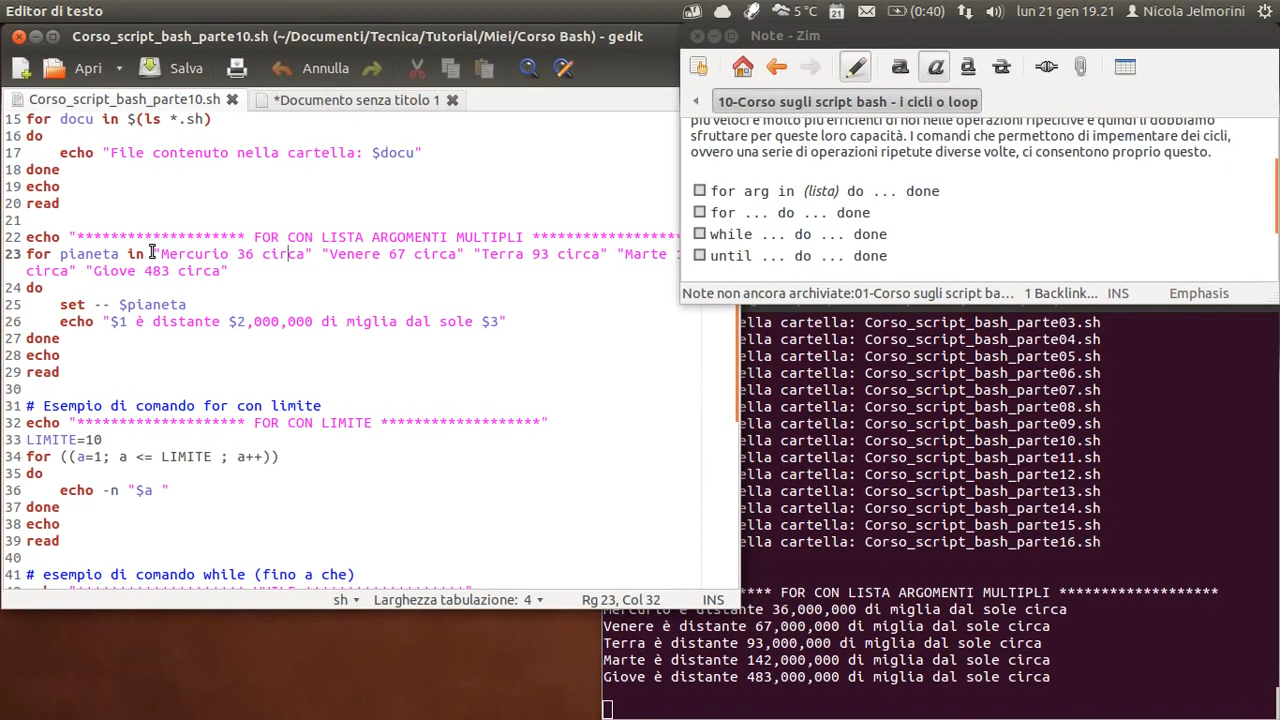 Editor di testo
5 °C
21
(0:40)
lun 21 gen 19.21
Nicola Jelmorini
Corso_script_bash_parte10.sh (~/Documenti/Tecnica/Tutorial/Miei/Corso Bash) - gedit
Apri
Salva
Annulla
Corso_script_bash_parte10.sh
*Documento senza titolo 1
15 for docu in $(ls *.sh)
16 do
17 echo "File contenuto nella cartella: $docu"
18 done
19 echo
20 read
21
22 echo "******************** FOR CON LISTA ARGOMENTI MULTIPLI ******************
23 for pianeta in "Mercurio 36 circa" "Venere 67 circa" "Terra 93 circa" "Marte 1
circa" "Giove 483 circa"
24 do
25 set -- $pianeta
26 echo "$1 è distante $2,000,000 di miglia dal sole $3"
27 done
28 echo
29 read
30
31 # Esempio di comando for con limite
32 echo "******************** FOR CON LIMITE *******************"
33 LIMITE=10
34 for ((a=1; a <= LIMITE ; a++))
35 do
36 echo -n "$a "
37 done
38 echo
39 read
40
41 # esempio di comando while (fino a che)
sh
Larghezza tabulazione: 4
Rg 23, Col 32
INS
Note - Zim
10-Corso sugli script bash - i cicli o loop
più veloci e molto più efficienti di noi nelle operazioni ripetitive e quindi li dobbiamo
sfruttare per queste loro capacità. I comandi che permettono di impementare dei cicli,
ovvero una serie di operazioni ripetute diverse volte, ci consentono proprio questo.
for arg in (lista) do ... done
for ... do ... done
while ... do ... done
until ... do ... done
Note non ancora archiviate:01-Corso sugli script ba...
1 Backlink...
INS
Emphasis
ella cartella: Corso_script_bash_parte03.sh
ella cartella: Corso_script_bash_parte04.sh
ella cartella: Corso_script_bash_parte05.sh
ella cartella: Corso_script_bash_parte06.sh
ella cartella: Corso_script_bash_parte07.sh
ella cartella: Corso_script_bash_parte08.sh
ella cartella: Corso_script_bash_parte09.sh
ella cartella: Corso_script_bash_parte10.sh
ella cartella: Corso_script_bash_parte11.sh
ella cartella: Corso_script_bash_parte12.sh
ella cartella: Corso_script_bash_parte13.sh
ella cartella: Corso_script_bash_parte14.sh
ella cartella: Corso_script_bash_parte15.sh
ella cartella: Corso_script_bash_parte16.sh
**** FOR CON LISTA ARGOMENTI MULTIPLI *******************
Mercurio è distante 36,000,000 di miglia dal sole circa
Venere è distante 67,000,000 di miglia dal sole circa
Terra è distante 93,000,000 di miglia dal sole circa
Marte è distante 142,000,000 di miglia dal sole circa
Giove è distante 483,000,000 di miglia dal sole circa